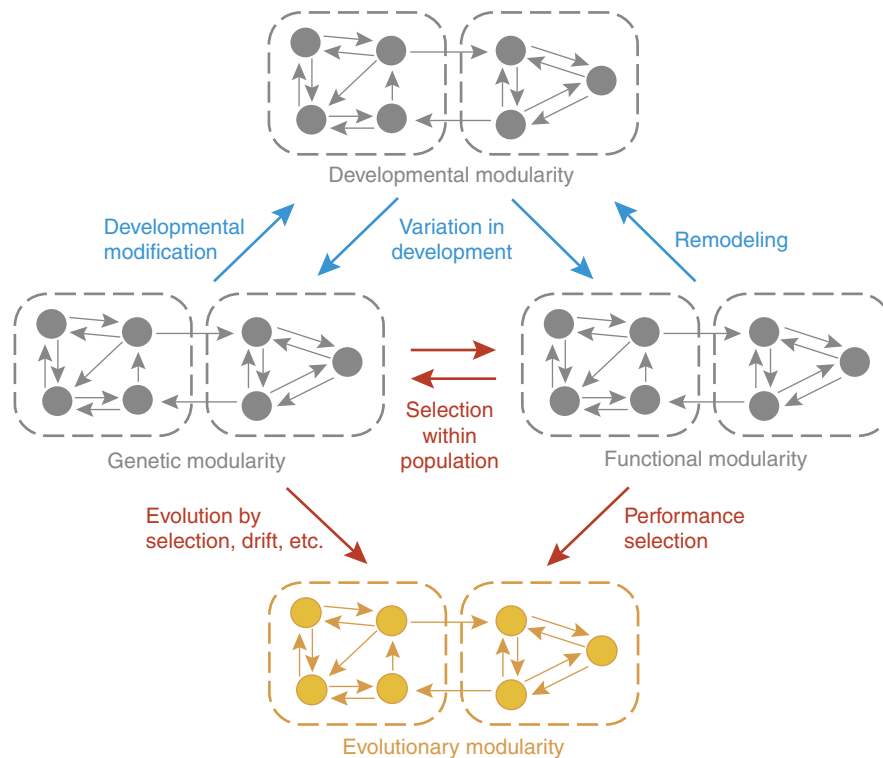 Developmental modularity
Developmental
modification
Variation in
development
Remodeling
Selection
within
population
Genetic modularity
Functional modularity
Evolution by
selection, drift, etc.
Performance
selection
Evolutionary modularity